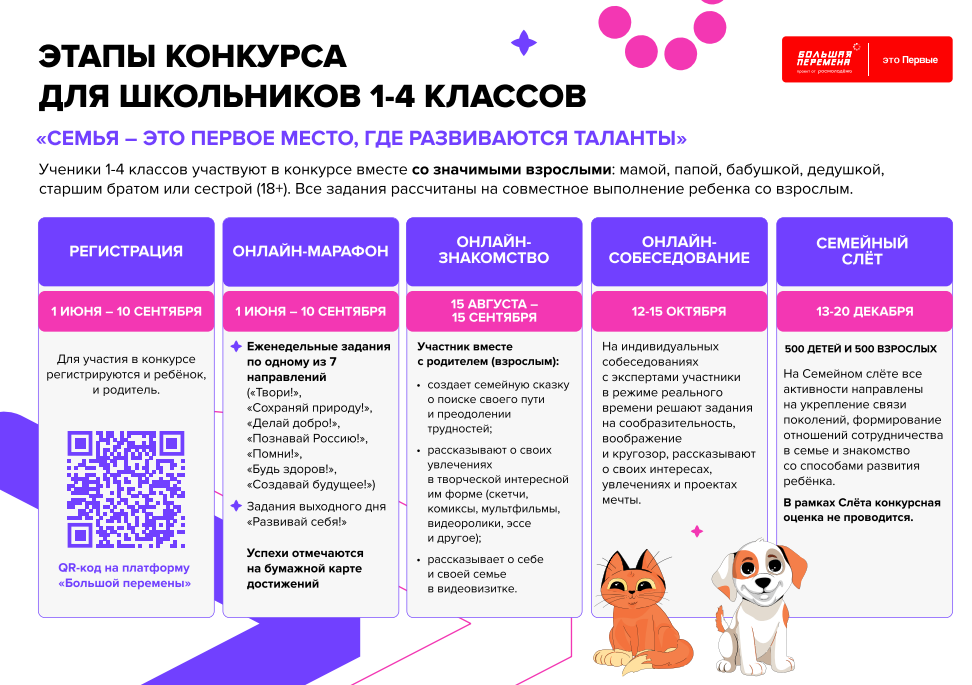 ЭТАПЫ КОНКУРСА
ДЛЯ ШКОЛЬНИКОВ 1-4 КЛАССОВ
БОЛЬШАЯ
ПЕРЕМЕНА
проект от росмолодёжь
это Первые
«СЕМЬЯ – ЭТО ПЕРВОЕ МЕСТО, ГДЕ РАЗВИВАЮТСЯ ТАЛАНТЫ»
Ученики 1-4 классов участвуют в конкурсе вместе со значимыми взрослыми: мамой, папой, бабушкой, дедушкой,
старшим братом или сестрой (18+). Все задания рассчитаны на совместное выполнение ребенка со взрослым.
РЕГИСТРАЦИЯ
1 ИЮНЯ – 10 СЕНТЯБРЯ
Для участия в конкурсе
регистрируются и ребёнок,
и родитель.
QR-код на платформу
«Большой перемены»
ОНЛАЙН-МАРАФОН
1 ИЮНЯ – 10 СЕНТЯБРЯ
Еженедельные задания
по одному из 7
направлений
(«Твори!»,
«Сохраняй природу!»,
«Делай добро!»,
«Познавай Россию!»,
«Помни!»,
«Будь здоров!»,
«Создавай будущее!»)
Задания выходного дня
«Развивай себя!»
Успехи отмечаются
на бумажной карте
достижений
ОНЛАЙН-
ЗНАКОМСТВО
15 АВГУСТА –
15 СЕНТЯБРЯ
Участник вместе
с родителем (взрослым):
• создает семейную сказку
о поиске своего пути
и преодолении
трудностей;
• рассказывают о своих
увлечениях
в творческой интересной
им форме (скетчи,
комиксы, мультфильмы,
видеоролики, эссе
и другое);
• рассказывает о себе
и своей семье
в видеовизитке.
ОНЛАЙН-
СОБЕСЕДОВАНИЕ
12-15 ОКТЯБРЯ
На индивидуальных
собеседованиях
с экспертами участники
в режиме реального
времени решают задания
на сообразительность,
воображение
и кругозор, рассказывают
о своих интересах,
увлечениях и проектах
мечты.
СЕМЕЙНЫЙ
СЛЁТ
13-20 ДЕКАБРЯ
500 ДЕТЕЙ И 500 ВЗРОСЛЫХ
На Семейном слёте все
активности направлены
на укрепление связи
поколений, формирование
отношений сотрудничества
в семье и знакомство
со способами развития
ребёнка.
В рамках Слёта конкурсная
оценка не проводится.